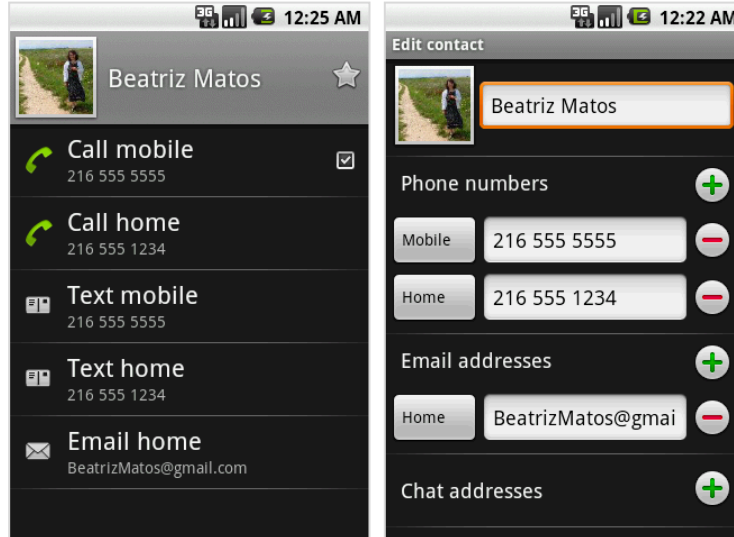 3G 12:25 AM
Beatriz Matos
Call mobile
216 555 5555
Call home
216 555 1234
Text mobile
216 555 5555
Text home
216 555 1234
Email home
BeatrizMatos@gmail.com
3G 12:22 AM
Edit contact
Beatriz Matos
Phone numbers
Mobile 216 555 5555
Home 216 555 1234
Email addresses
Home BeatrizMatos@gmai
Chat addresses